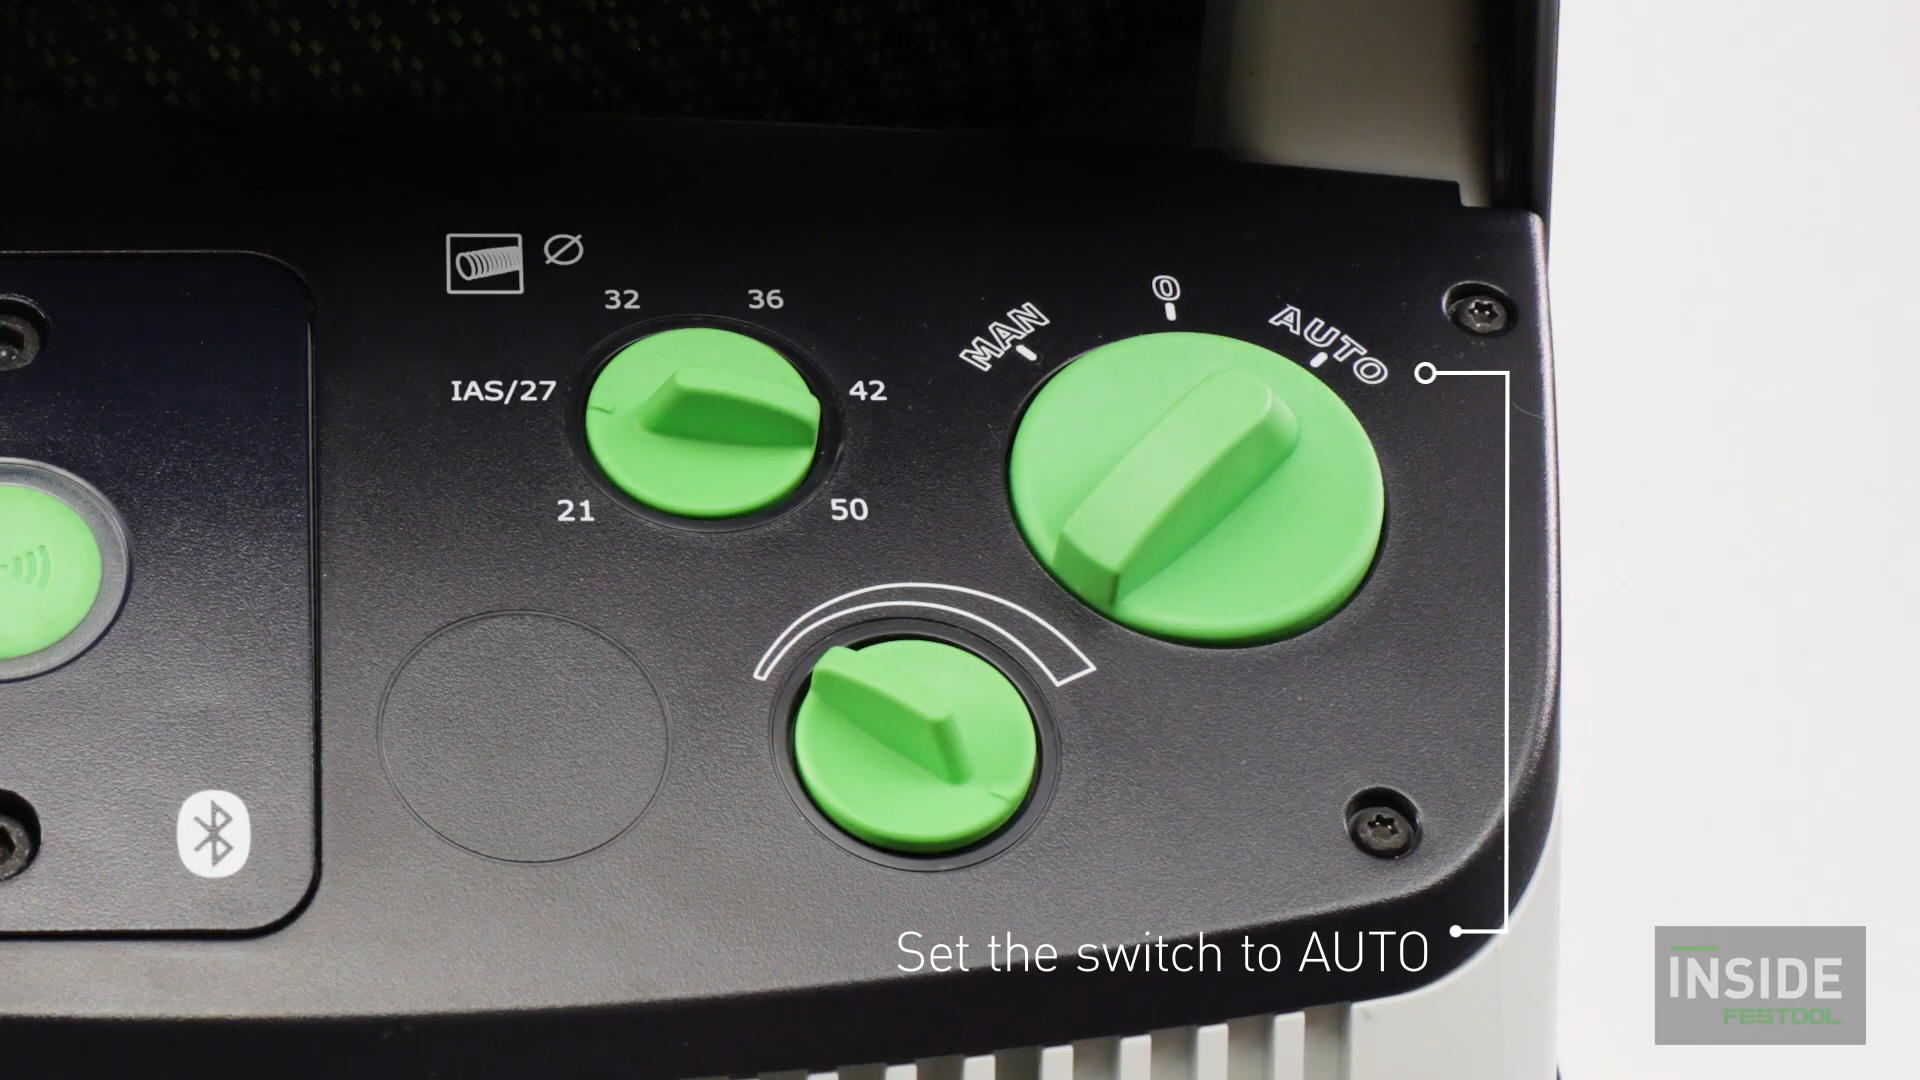 32 36
IAS/27 42
21 50
MAN 0 AUTO
Set the switch to AUTO
INSIDE
FESTOOL